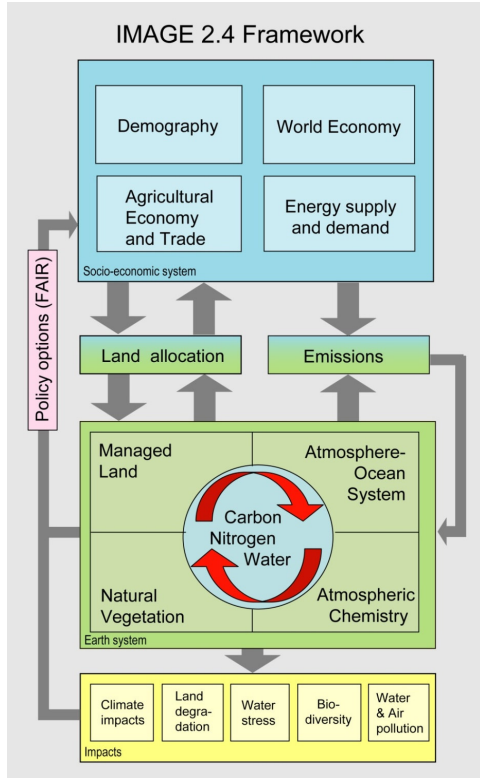 IMAGE 2.4 Framework
Demography
World Economy
Agricultural
Economy
and Trade
Energy supply
and demand
Socio-economic system
Policy options (FAIR)
Land allocation
Emissions
Managed
Land
Atmosphere-
Ocean
System
Carbon
Nitrogen
Water
Natural
Vegetation
Atmospheric
Chemistry
Earth system
Climate
impacts
Land
degra-
dation
Water
stress
Bio-
diversity
Water
& Air
pollution
Impacts